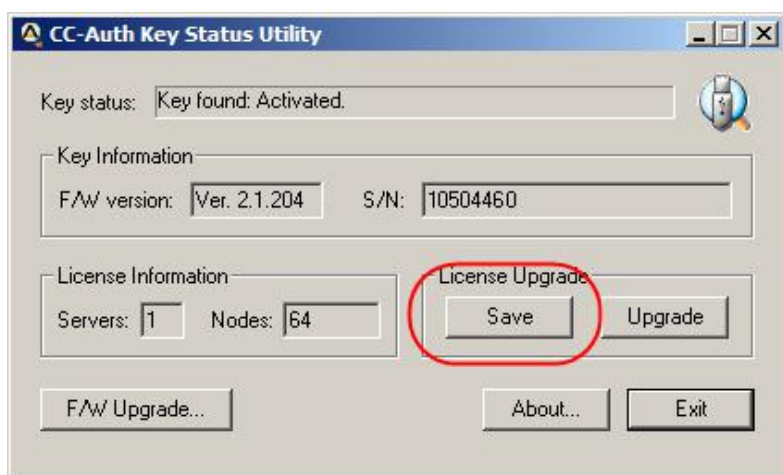 CC-Auth Key Status Utility
Key status: Key found: Activated.
Key Information
F/W version: Ver. 2.1.204 S/N: 10504460
License Information License Upgrade
Servers: 1 Nodes: 64 Save Upgrade
F/W Upgrade... About... Exit